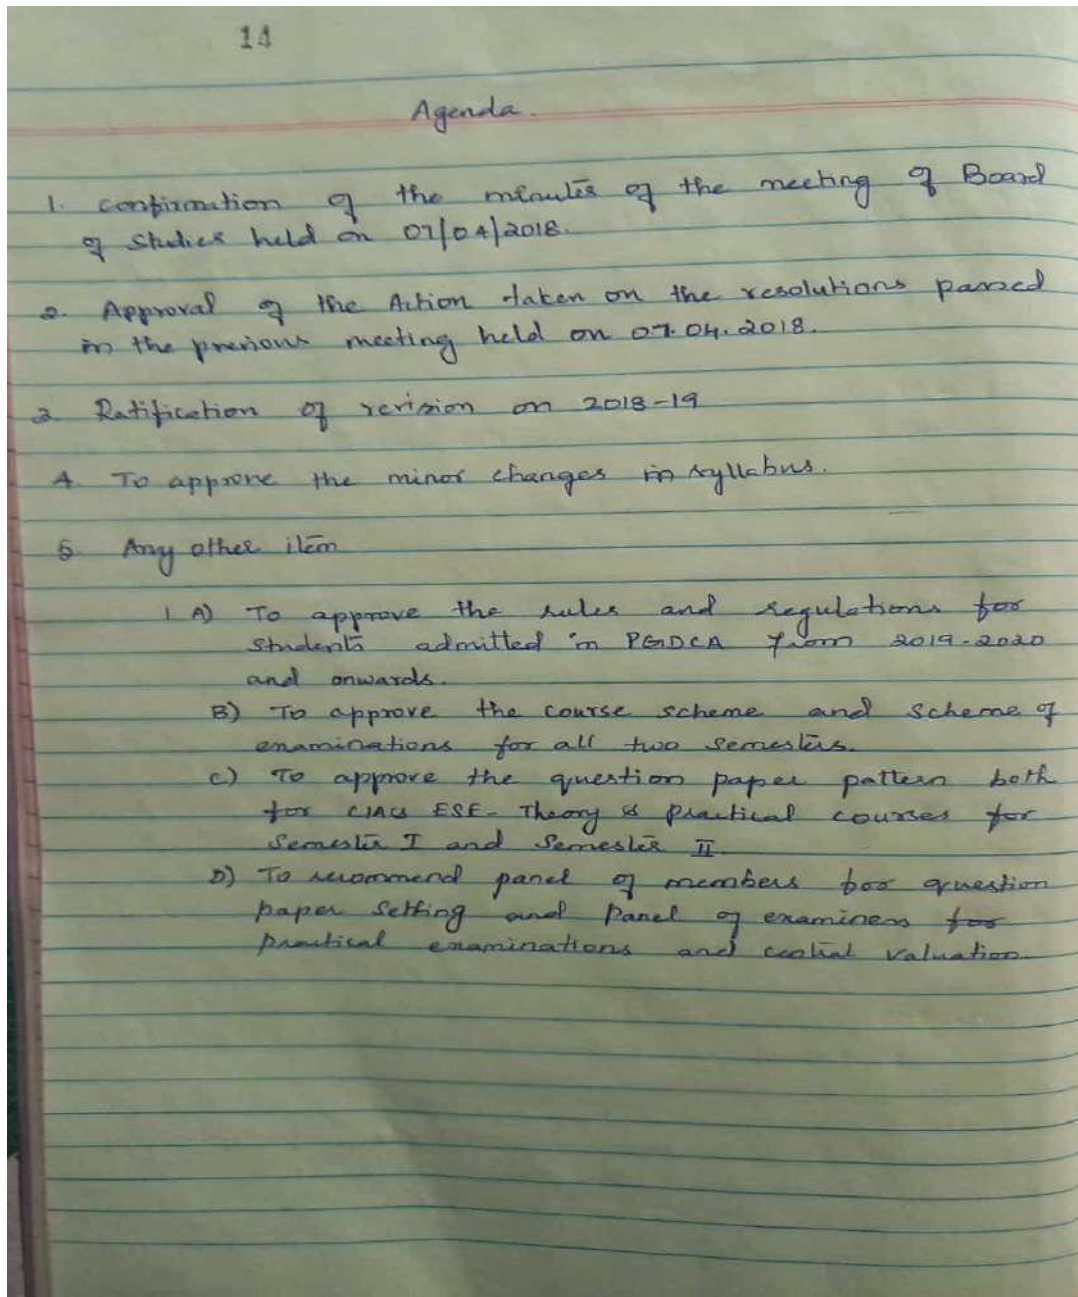 14
Agenda.
1. confirmation of the minutes of the meeting of Board
of Studies held on 07/04/2018.
2. Approval of the Action taken on the resolutions passed
in the previous meeting held on 07.04.2018.
3 Ratification of revision on 2018-19
4. To approve the minor changes in syllabus.
5 Any other item
1 A) To approve the rules and regulations for
students admitted in PGDCA from 2019-2020
and onwards.
B) To approve the course scheme and scheme of
examinations for all two semesters.
c) To approve the question paper pattern both
for ESE - Theory & Practical courses for
Semester I and Semester II
D) To recommend panel of members for question
paper setting and Panel of examiners for
practical examinations and central valuation.